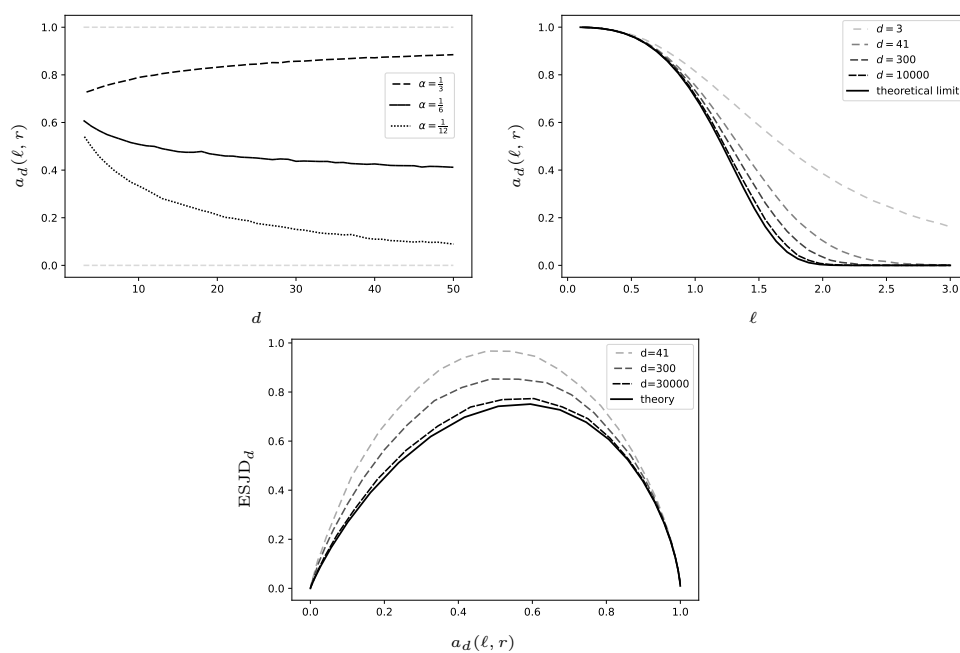 1.0
0.8
0.6
0.4
0.2
0.0
a_d(ℓ, r)
10 20 30 40 50
d
α = 1/3
α = 1/6
α = 1/12
1.0
0.8
0.6
0.4
0.2
0.0
a_d(ℓ, r)
0.0 0.5 1.0 1.5 2.0 2.5 3.0
ℓ
d = 3
d = 41
d = 300
d = 10000
theoretical limit
1.0
0.8
0.6
0.4
0.2
0.0
ESJD_d
0.0 0.2 0.4 0.6 0.8 1.0
a_d(ℓ, r)
d=41
d=300
d=30000
theory